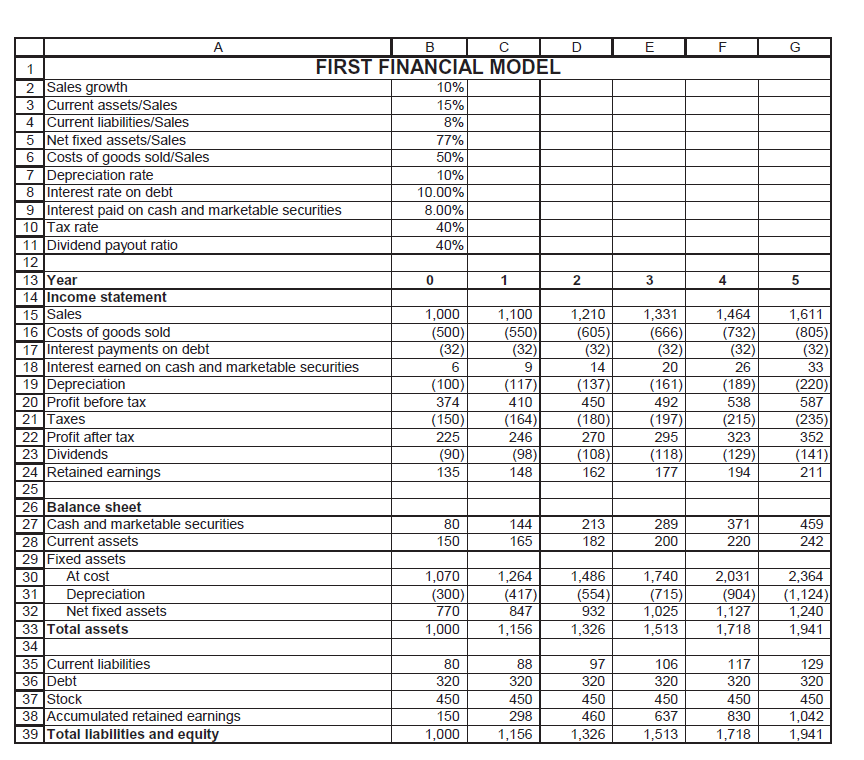 A B C D E F G
1 FIRST FINANCIAL MODEL
2 Sales growth 10%
3 Current assets/Sales 15%
4 Current liabilities/Sales 8%
5 Net fixed assets/Sales 77%
6 Costs of goods sold/Sales 50%
7 Depreciation rate 10%
8 Interest rate on debt 10.00%
9 Interest paid on cash and marketable securities 8.00%
10 Tax rate 40%
11 Dividend payout ratio 40%
12
13 Year 0 1 2 3 4 5
14 Income statement
15 Sales 1,000 1,100 1,210 1,331 1,464 1,611
16 Costs of goods sold (500) (550) (605) (666) (732) (805)
17 Interest payments on debt (32) (32) (32) (32) (32) (32)
18 Interest earned on cash and marketable securities 6 9 14 20 26 33
19 Depreciation (100) (117) (137) (161) (189) (220)
20 Profit before tax 374 410 450 492 538 587
21 Taxes (150) (164) (180) (197) (215) (235)
22 Profit after tax 225 246 270 295 323 352
23 Dividends (90) (98) (108) (118) (129) (141)
24 Retained earnings 135 148 162 177 194 211
25
26 Balance sheet
27 Cash and marketable securities 80 144 213 289 371 459
28 Current assets 150 165 182 200 220 242
29 Fixed assets
30 At cost 1,070 1,264 1,486 1,740 2,031 2,364
31 Depreciation (300) (417) (554) (715) (904) (1,124)
32 Net fixed assets 770 847 932 1,025 1,127 1,240
33 Total assets 1,000 1,156 1,326 1,513 1,718 1,941
34
35 Current liabilities 80 88 97 106 117 129
36 Debt 320 320 320 320 320 320
37 Stock 450 450 450 450 450 450
38 Accumulated retained earnings 150 298 460 637 830 1,042
39 Total liabilities and equity 1,000 1,156 1,326 1,513 1,718 1,941